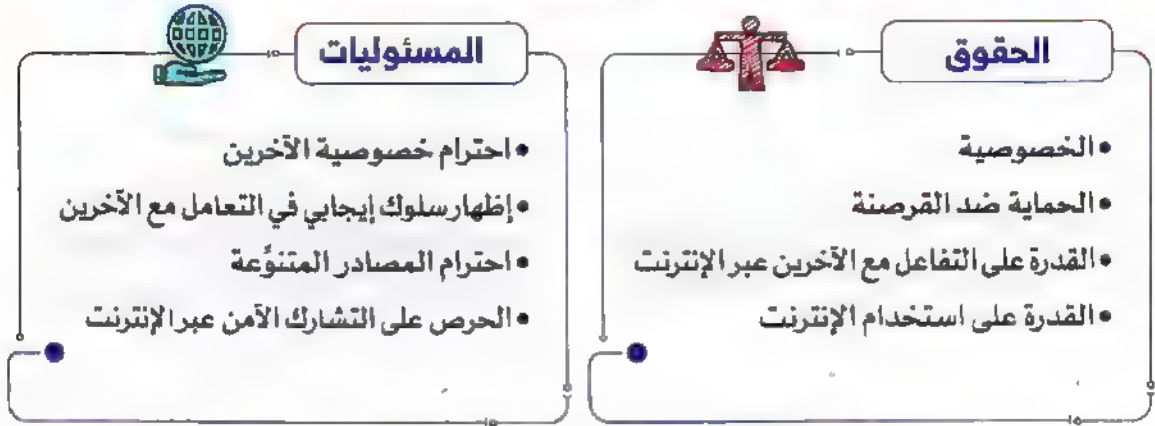 الحقوق
• الخصوصية
• الحماية ضد القرصنة
• القدرة على التفاعل مع الآخرين عبر الإنترنت
• القدرة على استخدام الإنترنت
المسئوليات
• احترام خصوصية الآخرين
• إظهار سلوك إيجابي في التعامل مع الآخرين
• احترام المصادر المتنوِّعة
• الحرص على التشارك الآمن عبر الإنترنت